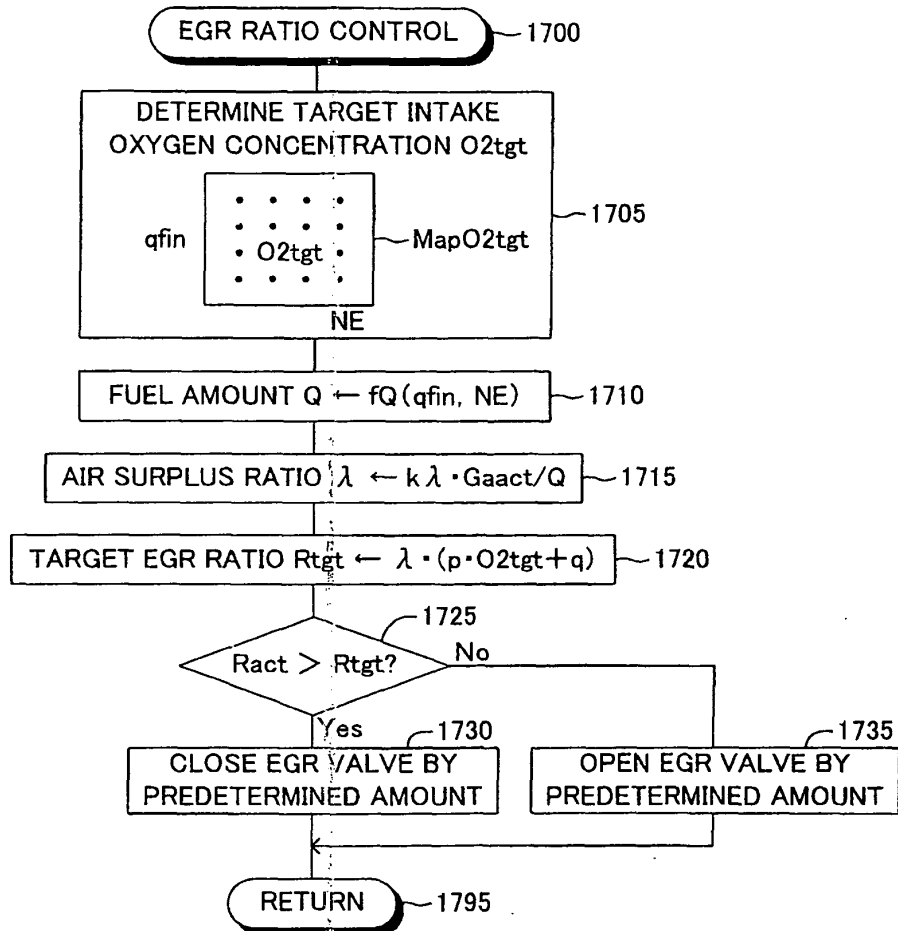 EGR RATIO CONTROL
1700
DETERMINE TARGET INTAKE
OXYGEN CONCENTRATION O2tgt
1705
qfin
O2tgt
MapO2tgt
NE
FUEL AMOUNT Q ← fQ(qfin, NE)
1710
AIR SURPLUS RATIO λ ← kλ・Gaact/Q
1715
TARGET EGR RATIO Rtgt ← λ・(p・O2tgt+q)
1720
1725
Ract > Rtgt?
No
Yes
1730
1735
CLOSE EGR VALVE BY
PREDETERMINED AMOUNT
OPEN EGR VALVE BY
PREDETERMINED AMOUNT
RETURN
1795